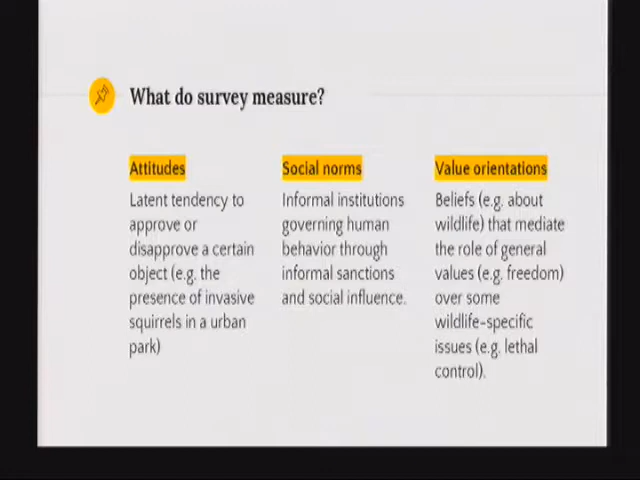 What do survey measure?
Attitudes
Latent tendency to
approve or
disapprove a certain
object (e.g. the
presence of invasive
squirrels in a urban
park)
Social norms
Informal institutions
governing human
behavior through
informal sanctions
and social influence.
Value orientations
Beliefs (e.g. about
wildlife) that mediate
the role of general
values (e.g. freedom)
over some
wildlife-specific
issues (e.g. lethal
control).